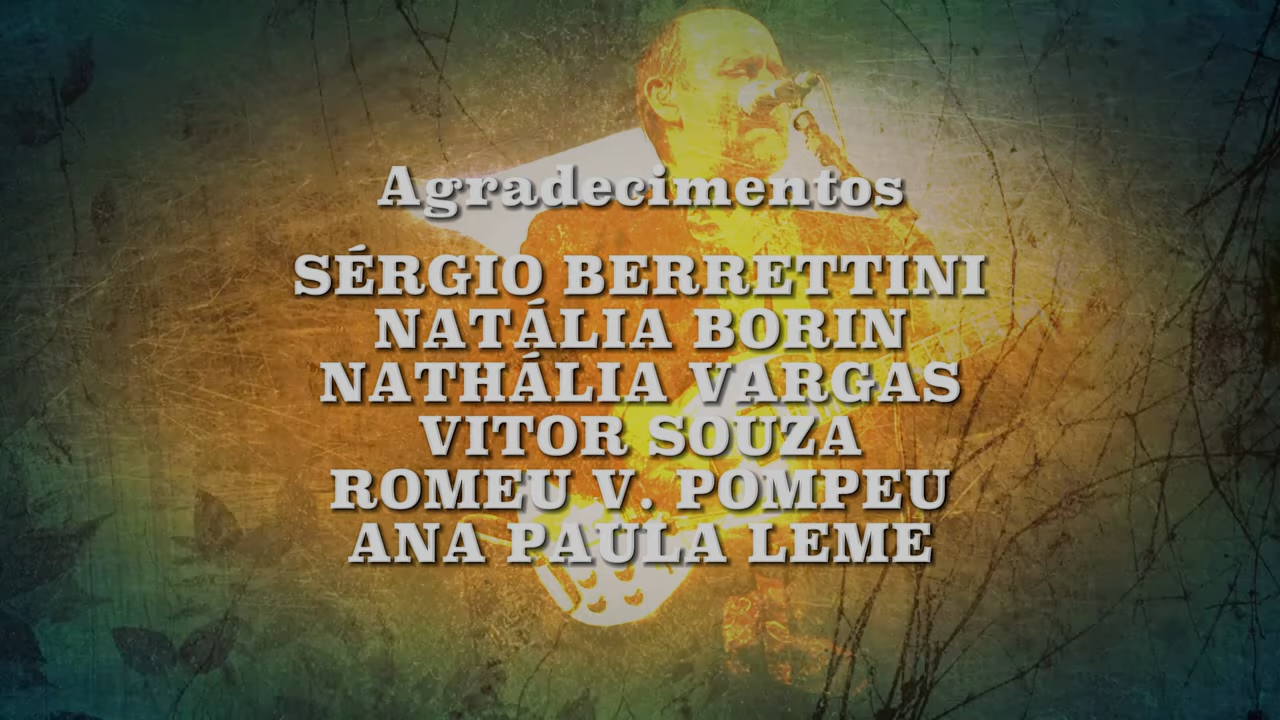 Agradecimentos
SÉRGIO BERRETTINI
NATÁLIA BORIN
NATHÁLIA VARGAS
VITOR SOUZA
ROMEU V. POMPEU
ANA PAULA LEME